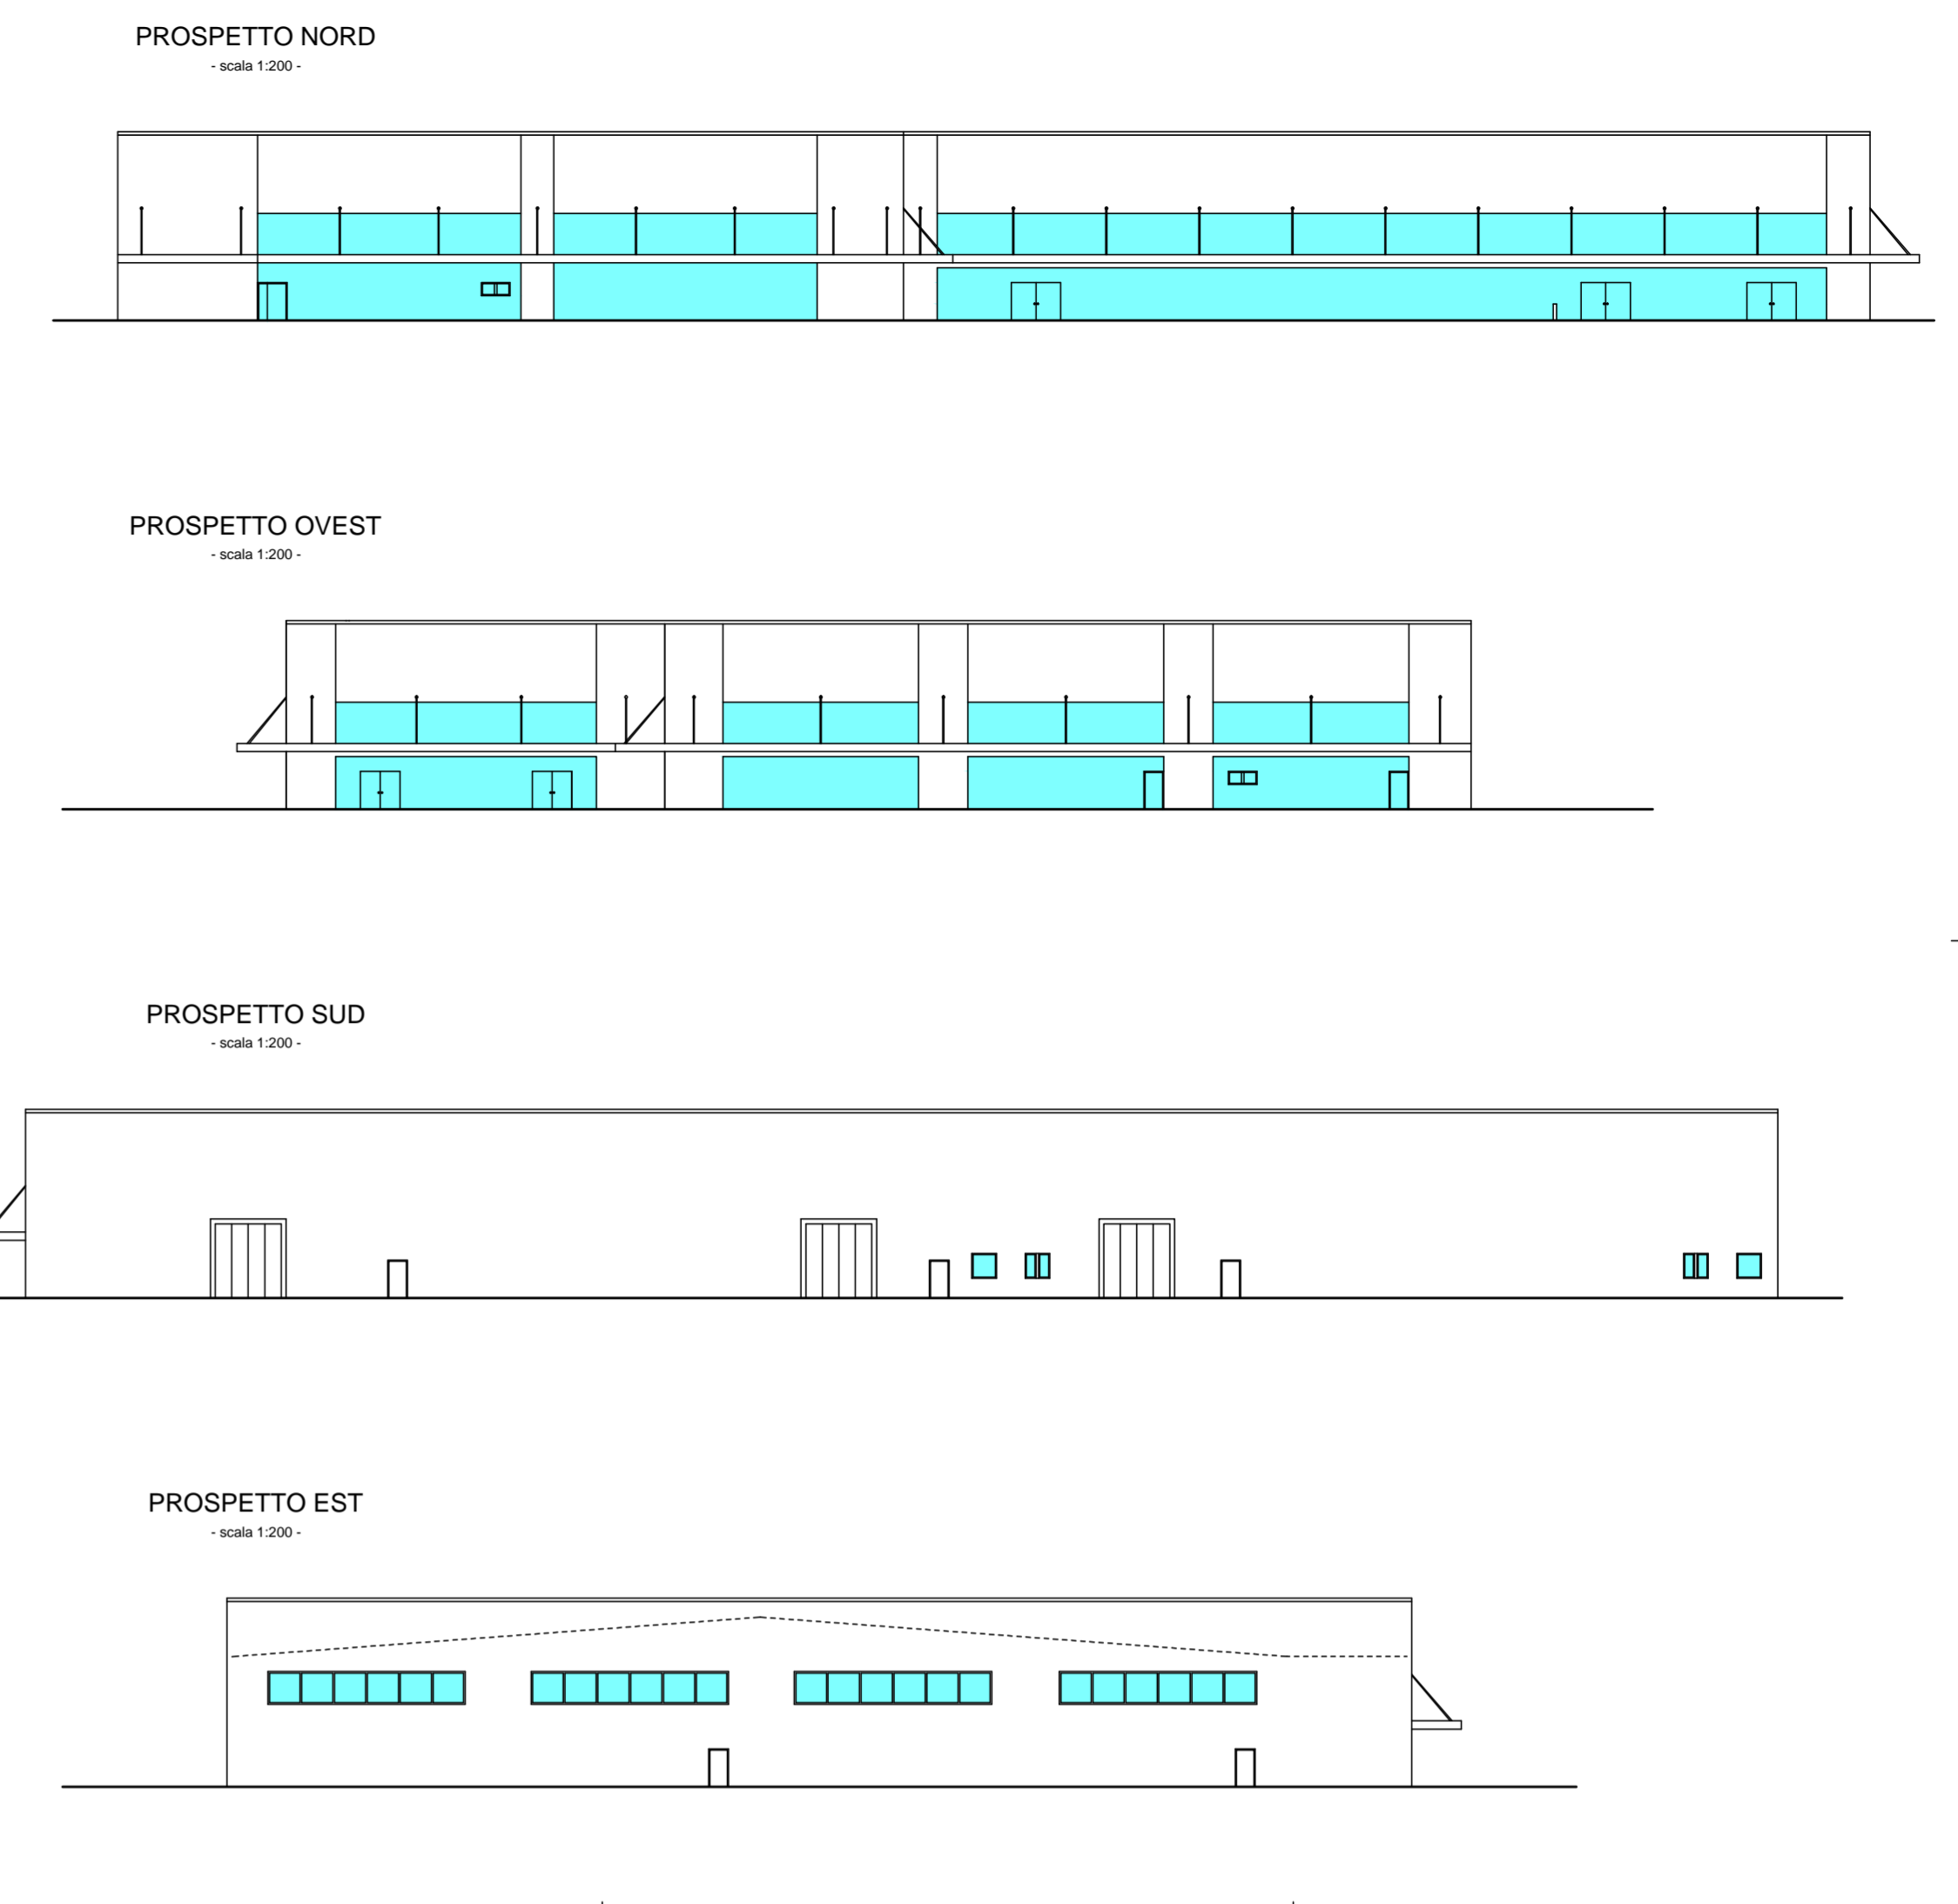 PROSPETTO NORD
- scala 1:200 -
PROSPETTO OVEST
- scala 1:200 -
PROSPETTO SUD
- scala 1:200 -
PROSPETTO EST
- scala 1:200 -